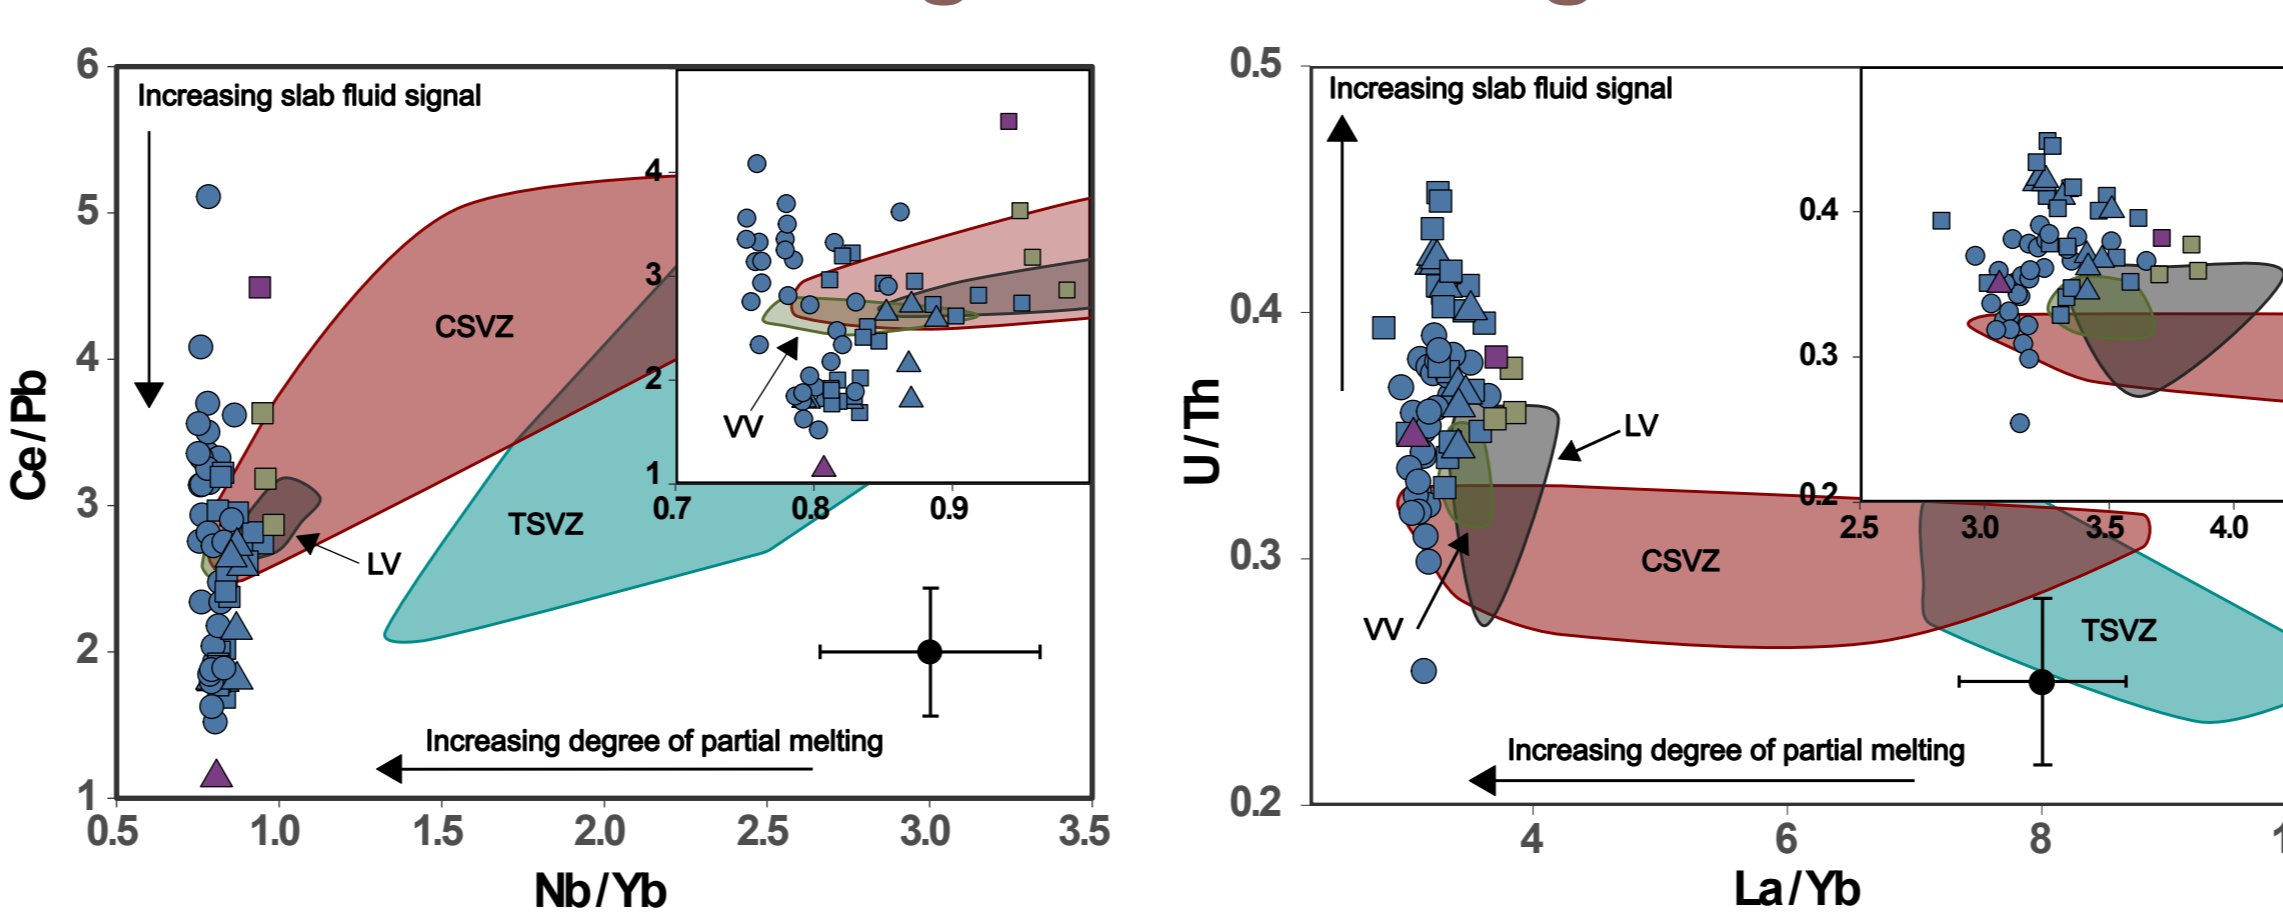 Increasing slab fluid signal
CSVZ
TSVZ
LV
VV
Increasing degree of partial melting
6
5
4
3
2
1
0.5
1.0
1.5
2.0
2.5
3.0
3.5
Ce/Pb
Nb/Yb
4
3
2
1
0.7
0.8
0.9
Increasing slab fluid signal
LV
VV
CSVZ
TSVZ
Increasing degree of partial melting
0.5
0.4
0.3
0.2
4
6
8
U/Th
La/Yb
0.4
0.3
0.2
2.5
3.0
3.5
4.0